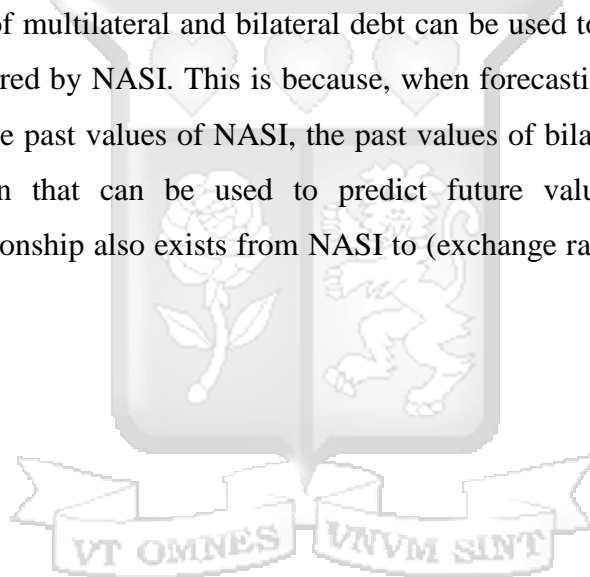 of multilateral and bilateral debt can be used to
red by NASI. This is because, when forecasti
e past values of NASI, the past values of bila
n that can be used to predict future valu
onship also exists from NASI to (exchange ra
VT OMNES VNVM SINT